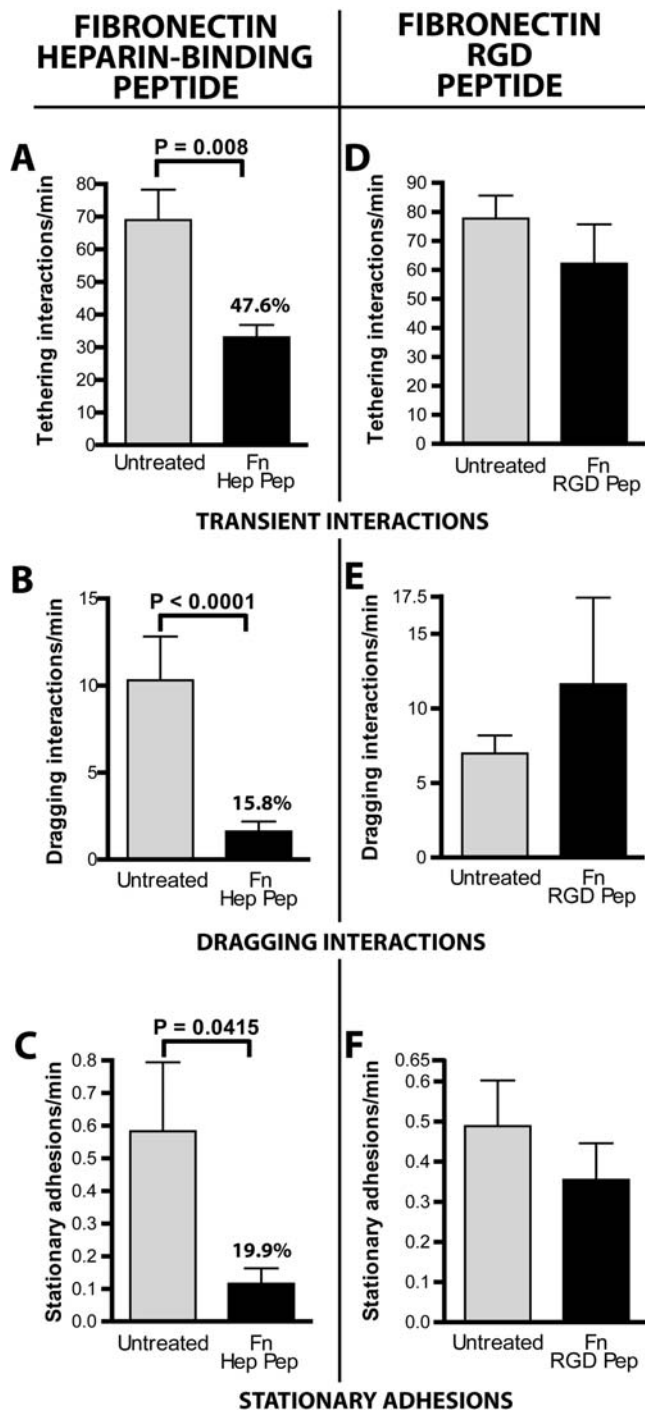 FIBRONECTIN
HEPARIN-BINDING
PEPTIDE
FIBRONECTIN
RGD
PEPTIDE
A
P = 0.008
Tethering interactions/min
80
70
60
50
40
30
20
10
0
47.6%
Untreated
Fn
Hep Pep
D
Tethering interactions/min
90
80
70
60
50
40
30
20
10
0
Untreated
Fn
RGD Pep
TRANSIENT INTERACTIONS
B
P < 0.0001
Dragging interactions/min
15
10
5
0
15.8%
Untreated
Fn
Hep Pep
E
Dragging interactions/min
17.5
15
10
5
0
Untreated
Fn
RGD Pep
DRAGGING INTERACTIONS
C
P = 0.0415
Stationary adhesions/min
0.8
0.7
0.6
0.5
0.4
0.3
0.2
0.1
0.0
19.9%
Untreated
Fn
Hep Pep
F
Stationary adhesions/min
0.65
0.6
0.5
0.4
0.3
0.2
0.1
0.0
Untreated
Fn
RGD Pep
STATIONARY ADHESIONS